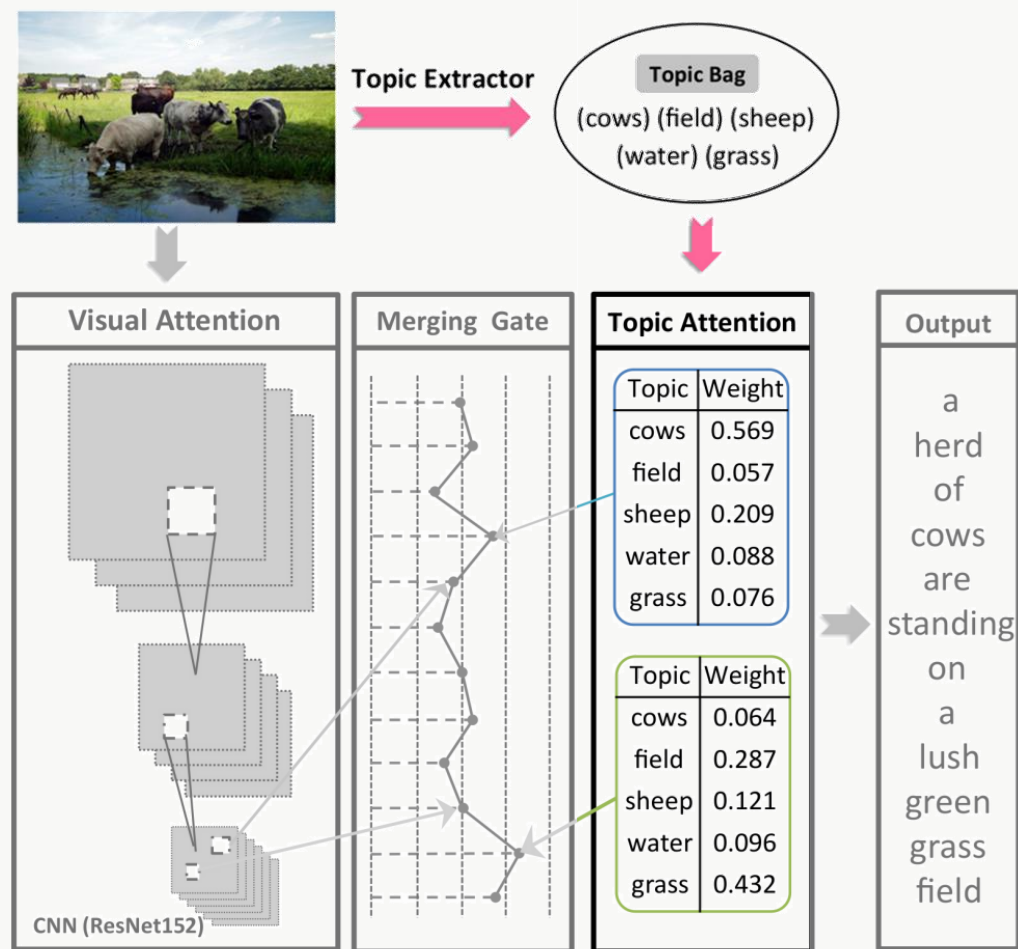 Topic Extractor
Topic Bag
(cows) (field) (sheep)
(water) (grass)
Visual Attention
CNN (ResNet152)
Merging Gate
Topic Attention
Topic Weight
cows 0.569
field 0.057
sheep 0.209
water 0.088
grass 0.076
Topic Weight
cows 0.064
field 0.287
sheep 0.121
water 0.096
grass 0.432
Output
a
herd
of
cows
are
standing
on
a
lush
green
grass
field